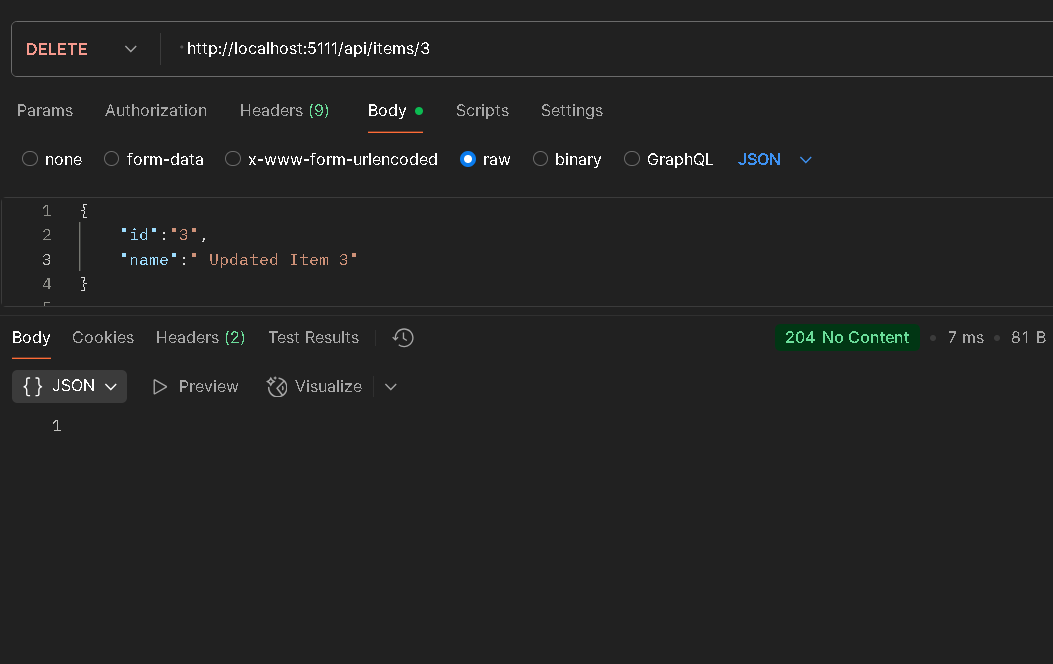 DELETE http://localhost:5111/api/items/3
Params Authorization Headers (9) Body Scripts Settings
none form-data x-www-form-urlencoded raw binary GraphQL JSON
1 {
2 "id":"3",
3 "name":" Updated Item 3"
4 }
Body Cookies Headers (2) Test Results 204 No Content 7 ms 81 B
{} JSON Preview Visualize
1